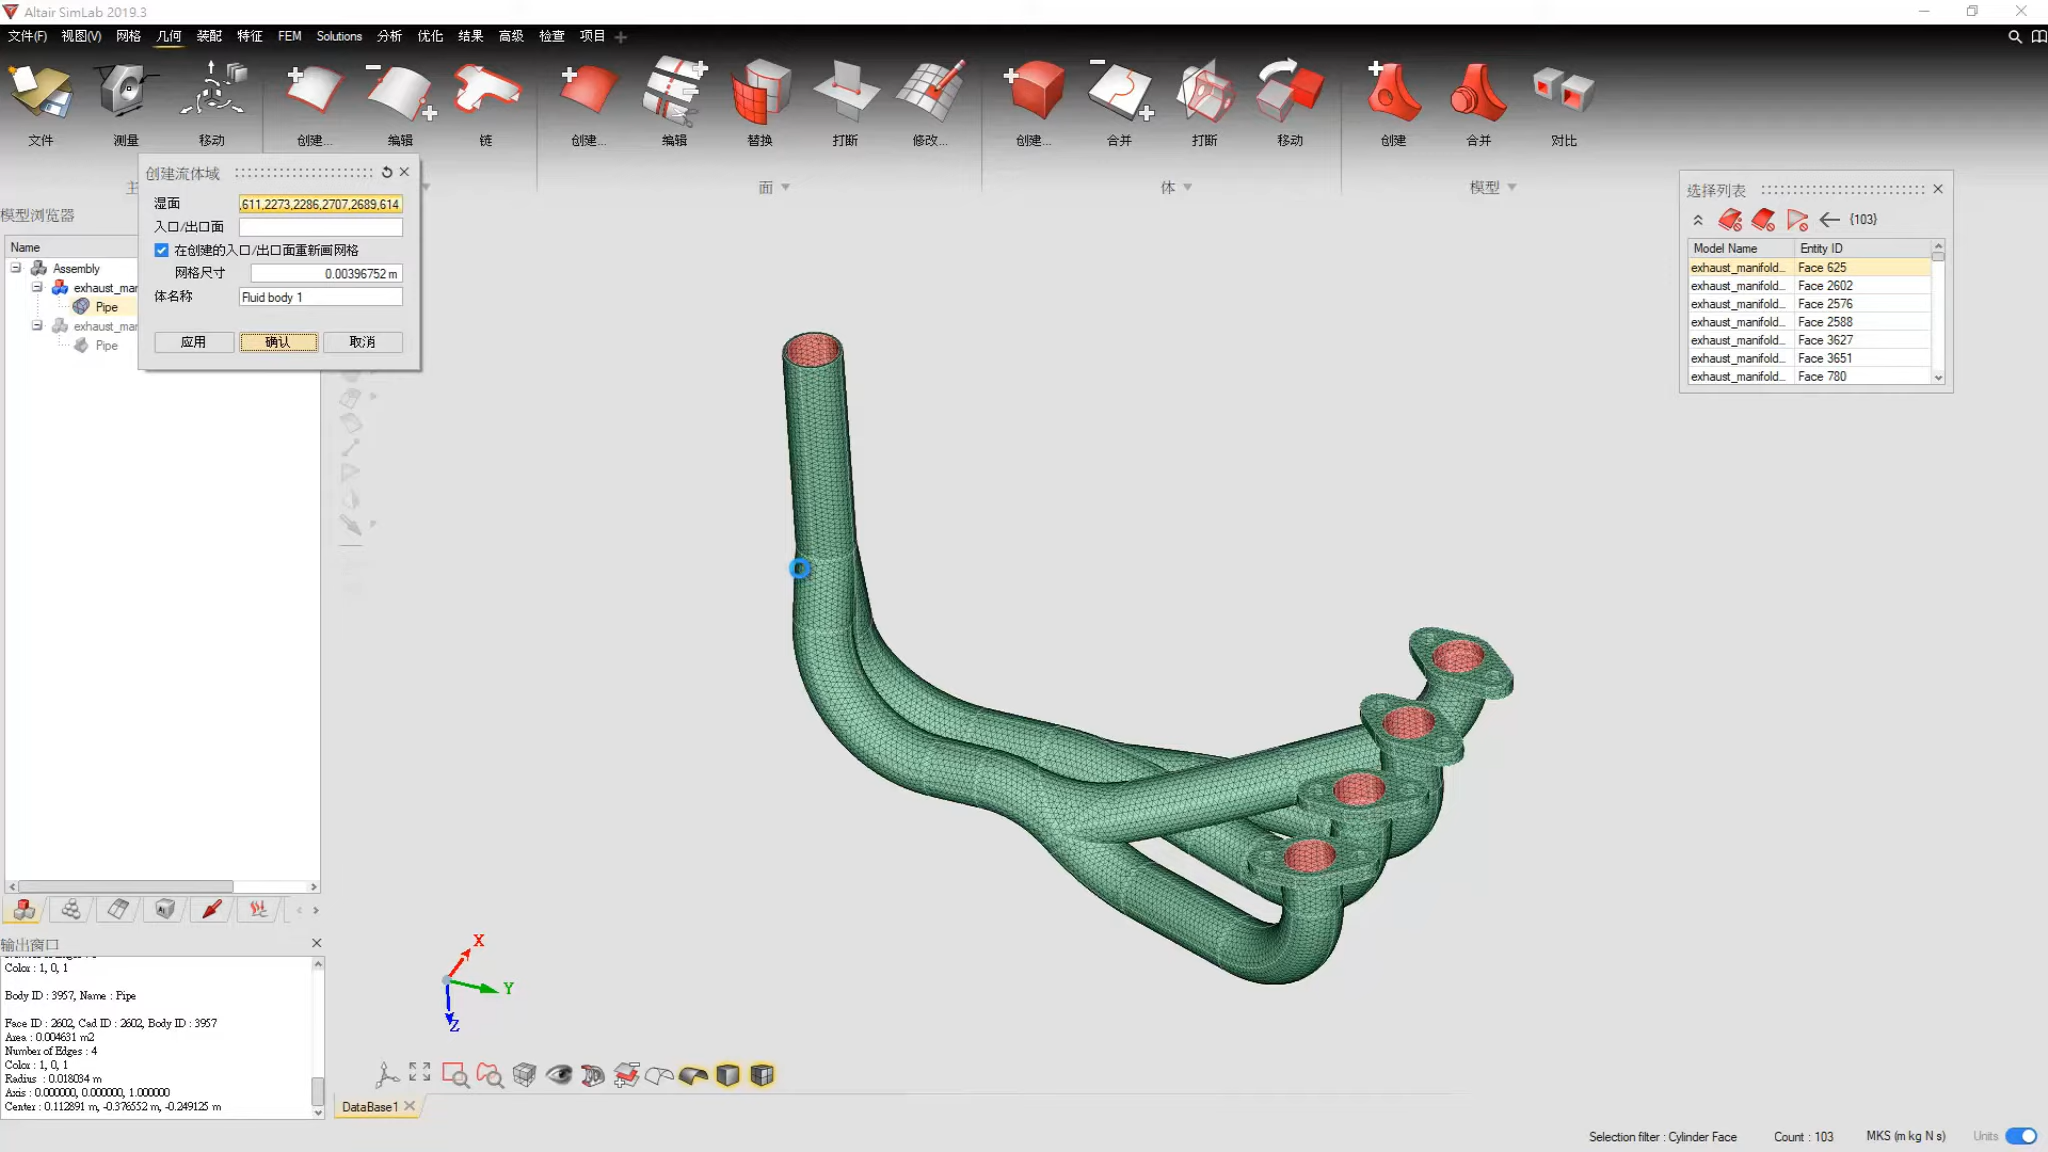 Altair SimLab 2019.3
文件(F) 视图(V) 网格 几何 装配 特征 FEM Solutions 分析 优化 结果 高级 检查 项目
文件 测量 移动 创建... 编辑 链 创建... 编辑 替换 打断 修改... 创建... 合并 打断 移动 创建 合并 对比
主 面 体 模型
创建流体域
湿面 ,611,2273,2286,2707,2689,614
入口/出口面
在创建的入口/出口面重新画网格
网格尺寸 0.00396752 m
体名称 Fluid body 1
应用 确认 取消
模型浏览器
Name
Assembly
exhaust_mar
Pipe
exhaust_mar
Pipe
选择列表
{103}
Model Name Entity ID
exhaust_manifold... Face 625
exhaust_manifold... Face 2602
exhaust_manifold... Face 2576
exhaust_manifold... Face 2588
exhaust_manifold... Face 3627
exhaust_manifold... Face 3651
exhaust_manifold... Face 780
X
Y
Z
输出窗口
Color : 1, 0, 1
Body ID : 3957, Name : Pipe
Face ID : 2602, Cad ID : 2602, Body ID : 3957
Area : 0.004631 m2
Number of Edges : 4
Color : 1, 0, 1
Radius : 0.018034 m
Axis : 0.000000, 0.000000, 1.000000
Center : 0.112891 m, -0.376552 m, -0.249125 m
DataBase1
Selection filter : Cylinder Face Count : 103 MKS (m kg N s) Units